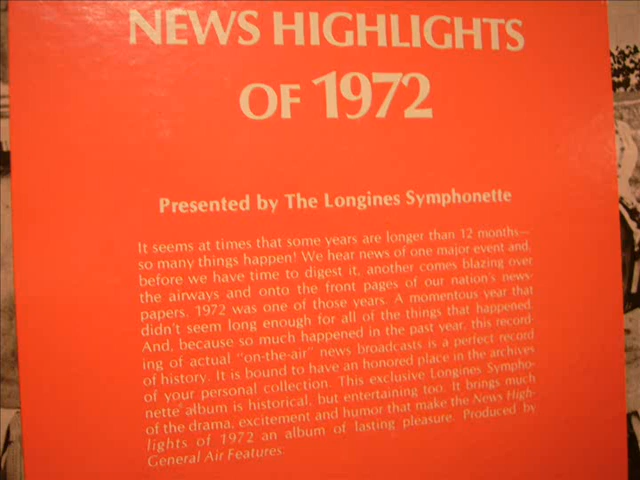 NEWS HIGHLIGHTS
OF 1972
Presented by The Longines Symphonette
It seems at times that some years are longer than 12 months—
so many things happen! We hear news of one major event and,
before we have time to digest it, another comes blazing over
the airways and onto the front pages of our nation's news-
papers. 1972 was one of those years. A momentous year that
didn't seem long enough for all of the things that happened.
And, because so much happened in the past year, this record-
ing of actual "on-the-air" news broadcasts is a perfect record
of history. It is bound to have an honored place in the archives
of your personal collection. This exclusive Longines Sympho-
nette album is historical, but entertaining too. It brings much
of the drama, excitement and humor that make the News High-
lights of 1972 an album of lasting pleasure. Produced by
General Air Features.